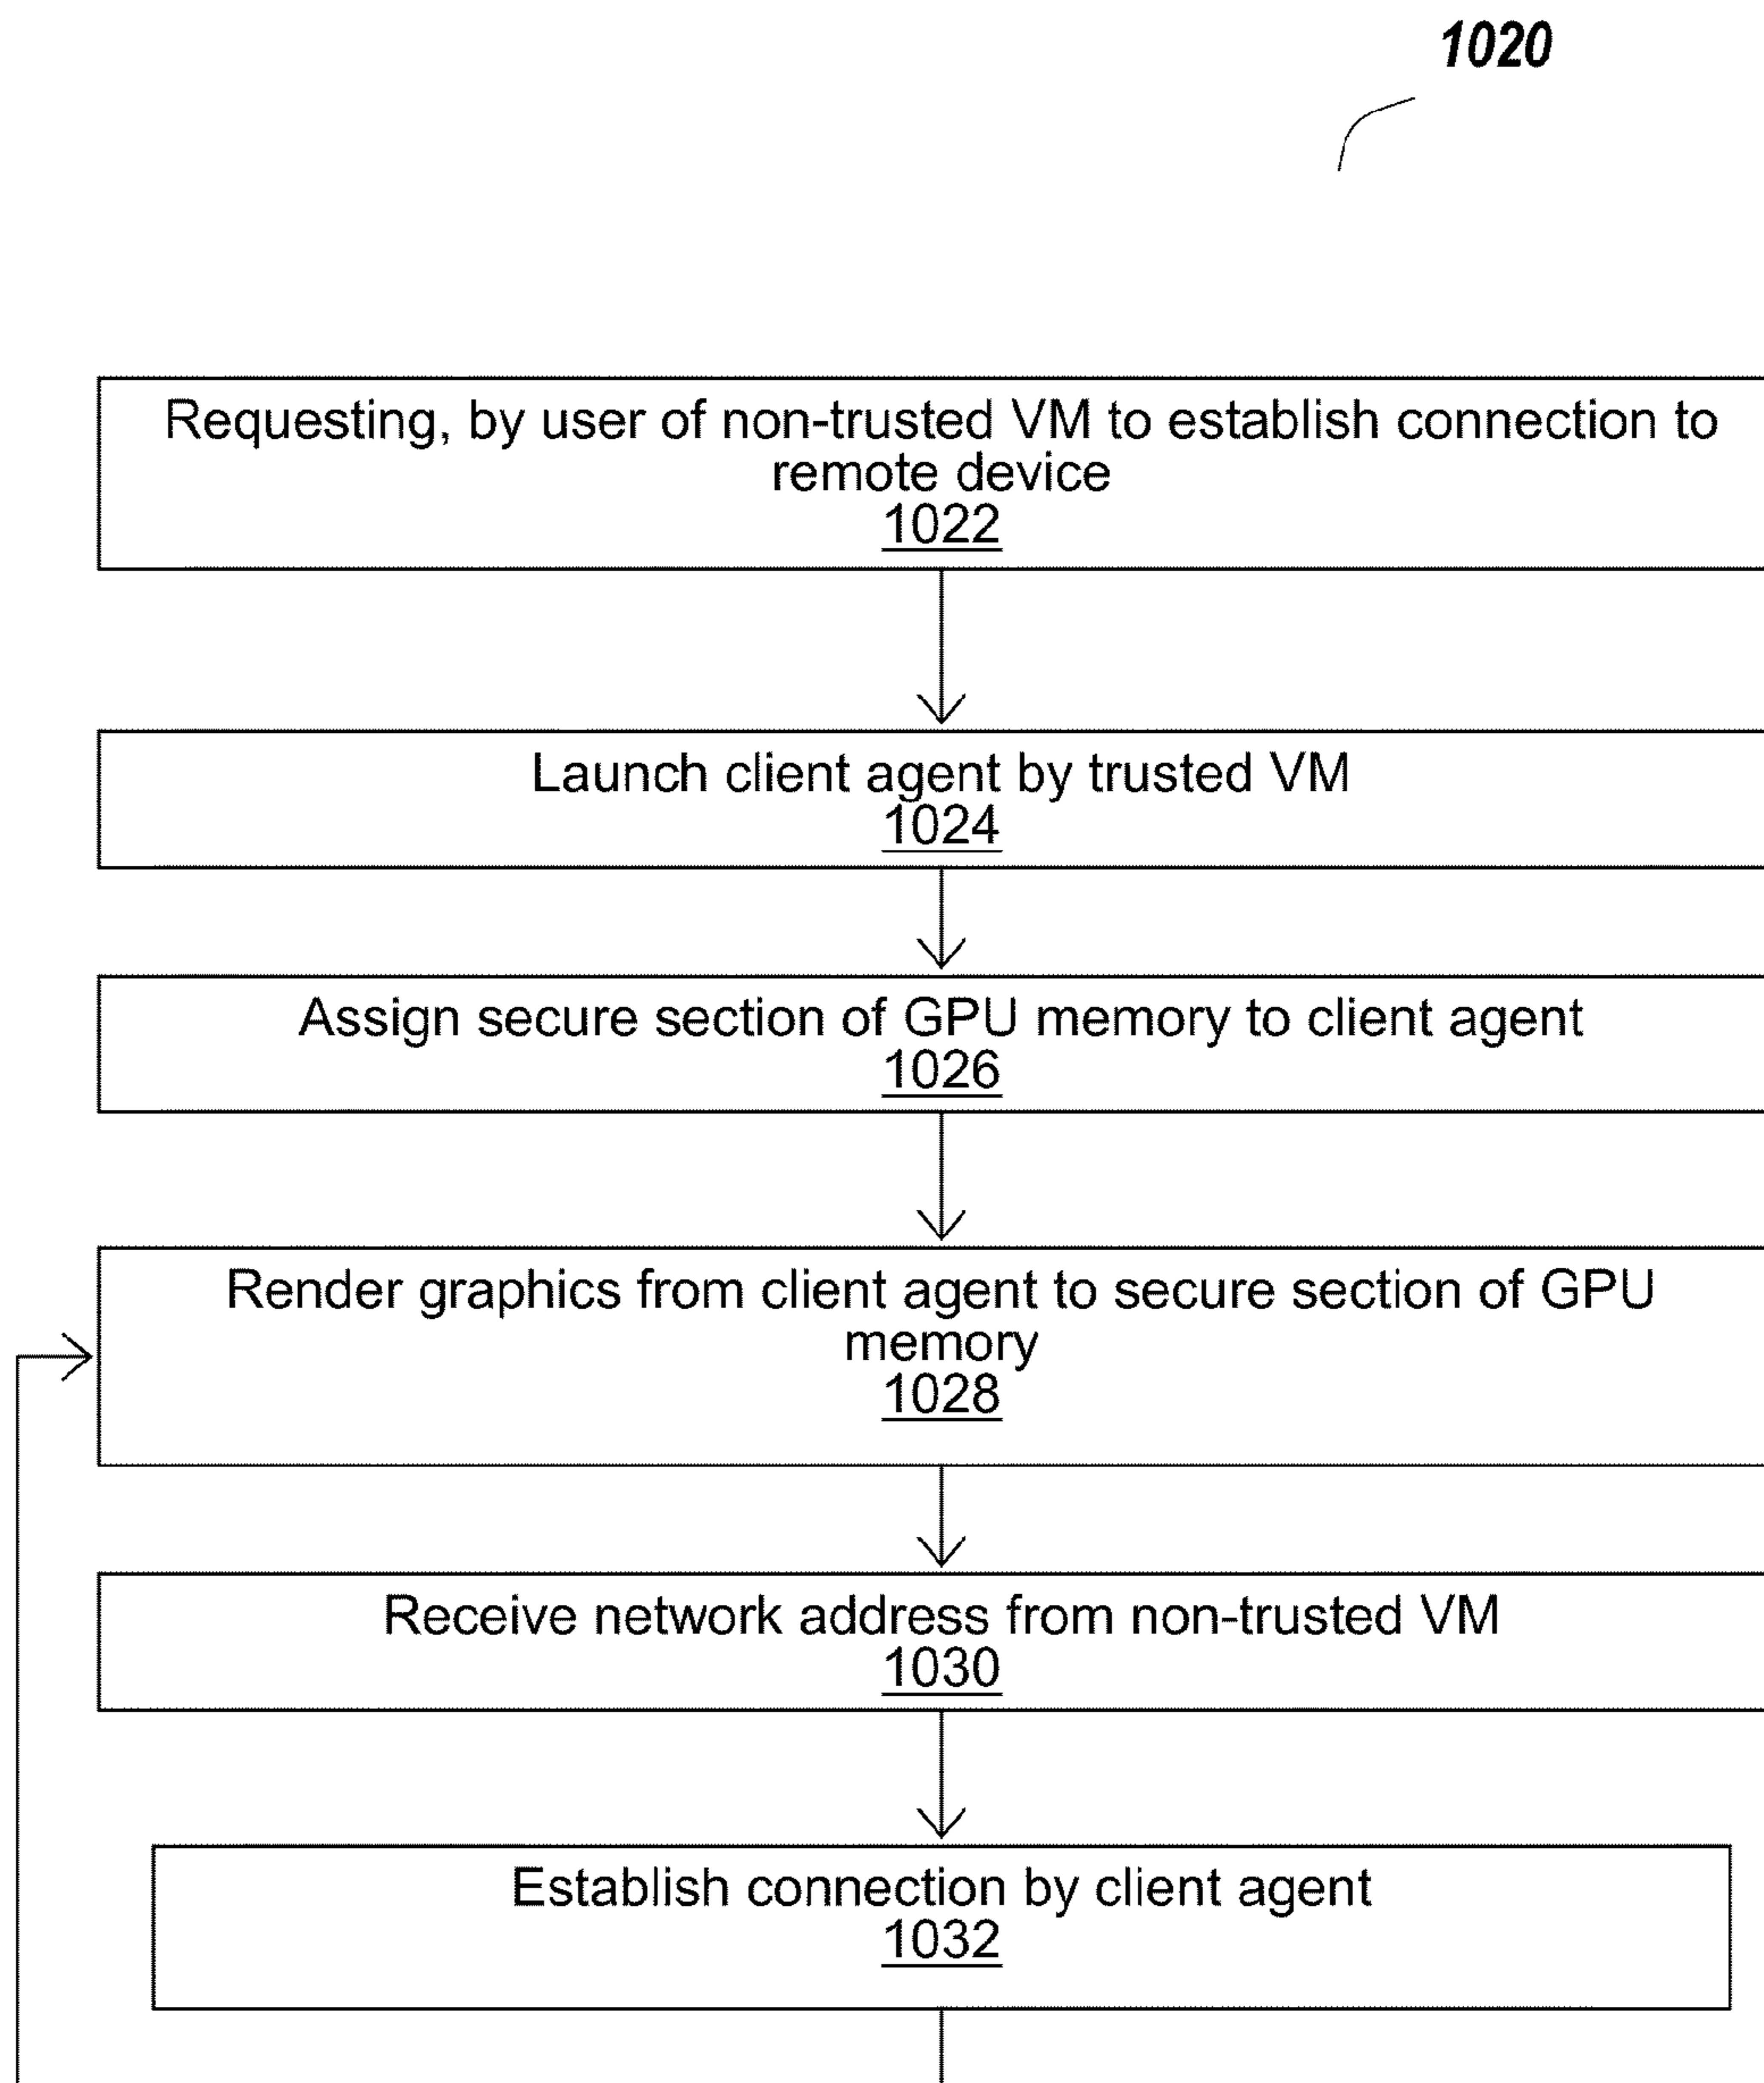 1020
Requesting, by user of non-trusted VM to establish connection to
remote device
1022
Launch client agent by trusted VM
1024
Assign secure section of GPU memory to client agent
1026
Render graphics from client agent to secure section of GPU
memory
1028
Receive network address from non-trusted VM
1030
Establish connection by client agent
1032